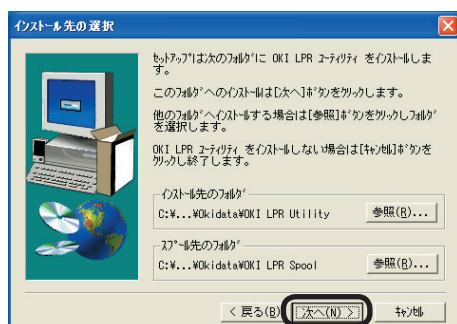 インストール先の選択
セットアップは次のフォルダに OKI LPR ユーティリティ をインストールしま
す。
このフォルダへのインストールは[次へ]ボタンをクリックします。
他のフォルダへインストールする場合は[参照]ボタンをクリックしフォルダ
を選択します。
OKI LPR ユーティリティ をインストールしない場合は[キャンセル]ボタンを
クリックし終了します。
インストール先のフォルダ
C:¥...¥Okidata¥OKI LPR Utility
参照(R)...
スプール先のフォルダ
C:¥...¥Okidata¥OKI LPR Spool
参照(R)...
< 戻る(B)
次へ(N) >
キャンセル